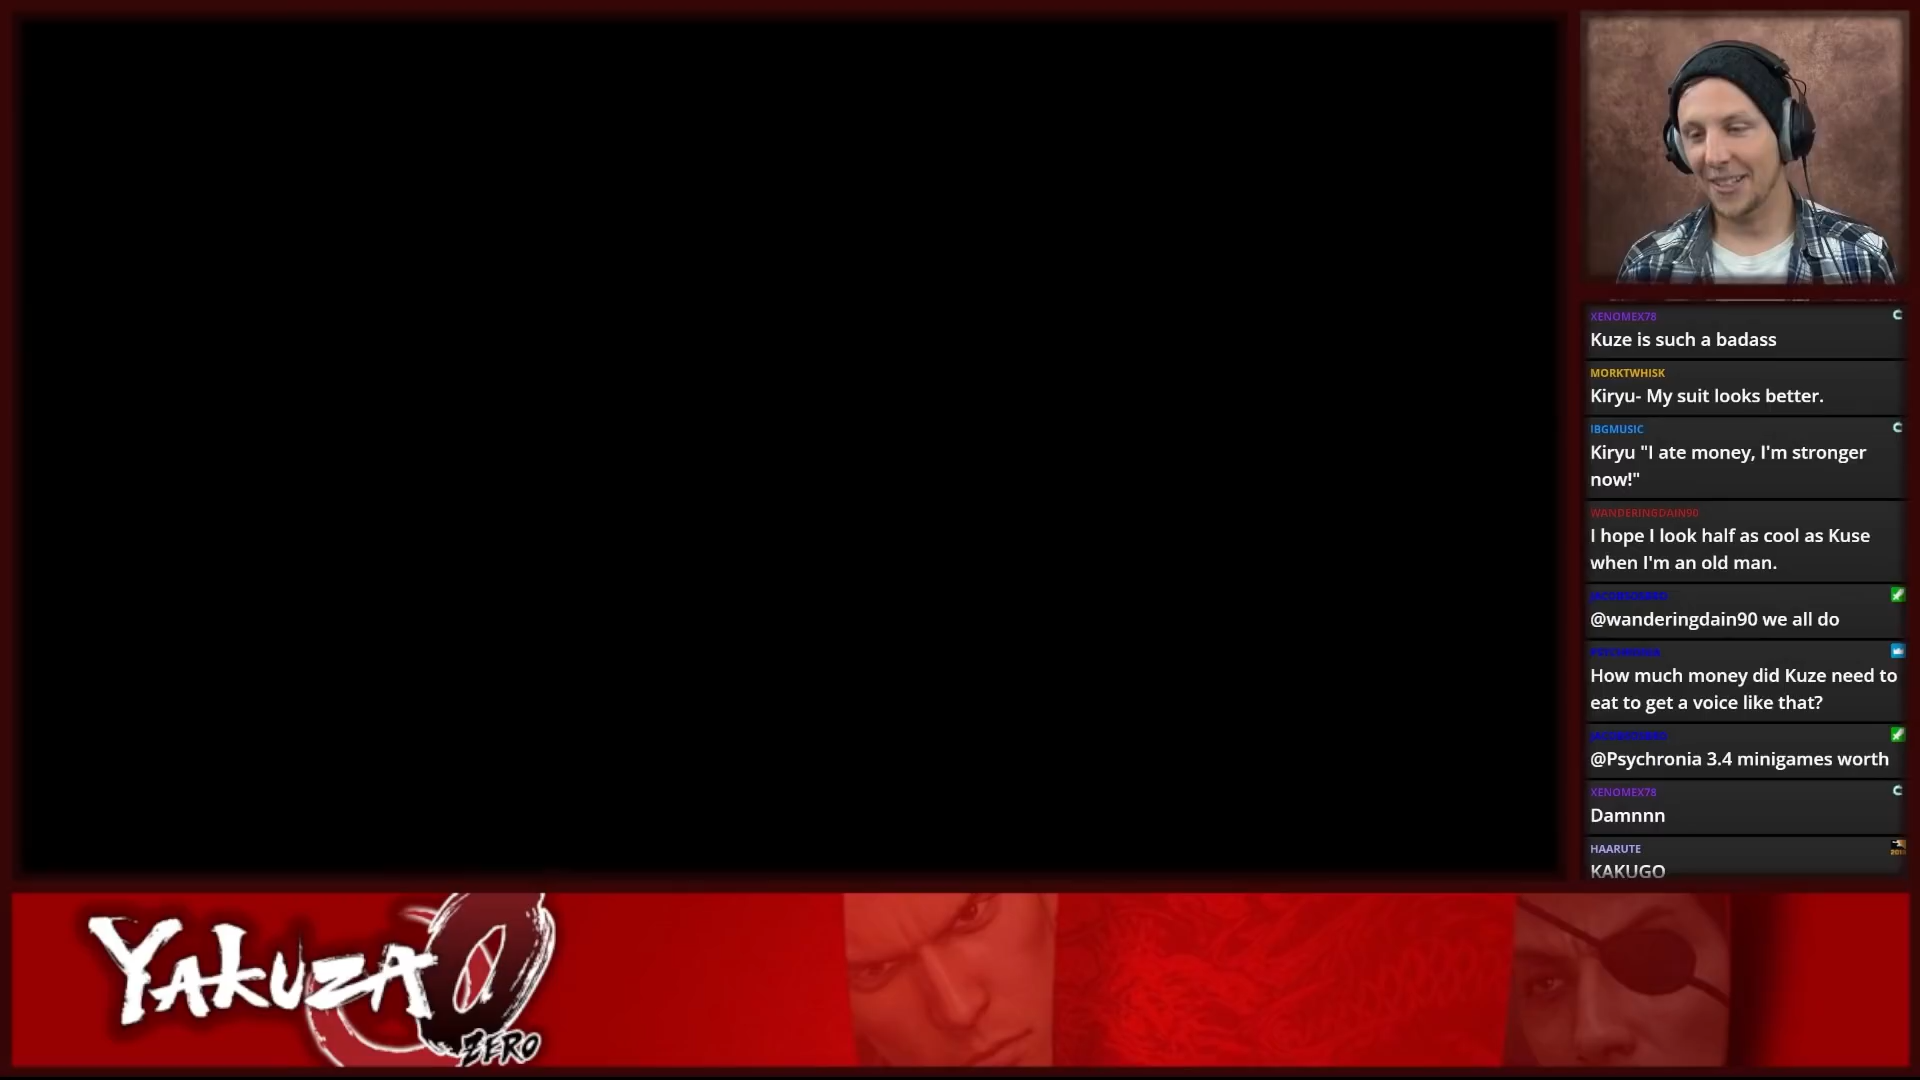 XENOMEX78
Kuze is such a badass
MORKTWHISK
Kiryu- My suit looks better.
IBGMUSIC
Kiryu "I ate money, I'm stronger
now!"
WANDERINGDAIN90
I hope I look half as cool as Kuse
when I'm an old man.
@wanderingdain90 we all do
PSYCHRONIA
How much money did Kuze need to
eat to get a voice like that?
@Psychronia 3.4 minigames worth
XENOMEX78
Damnnn
HAARUTE
KAKUGO
YAKUZA 0
ZERO